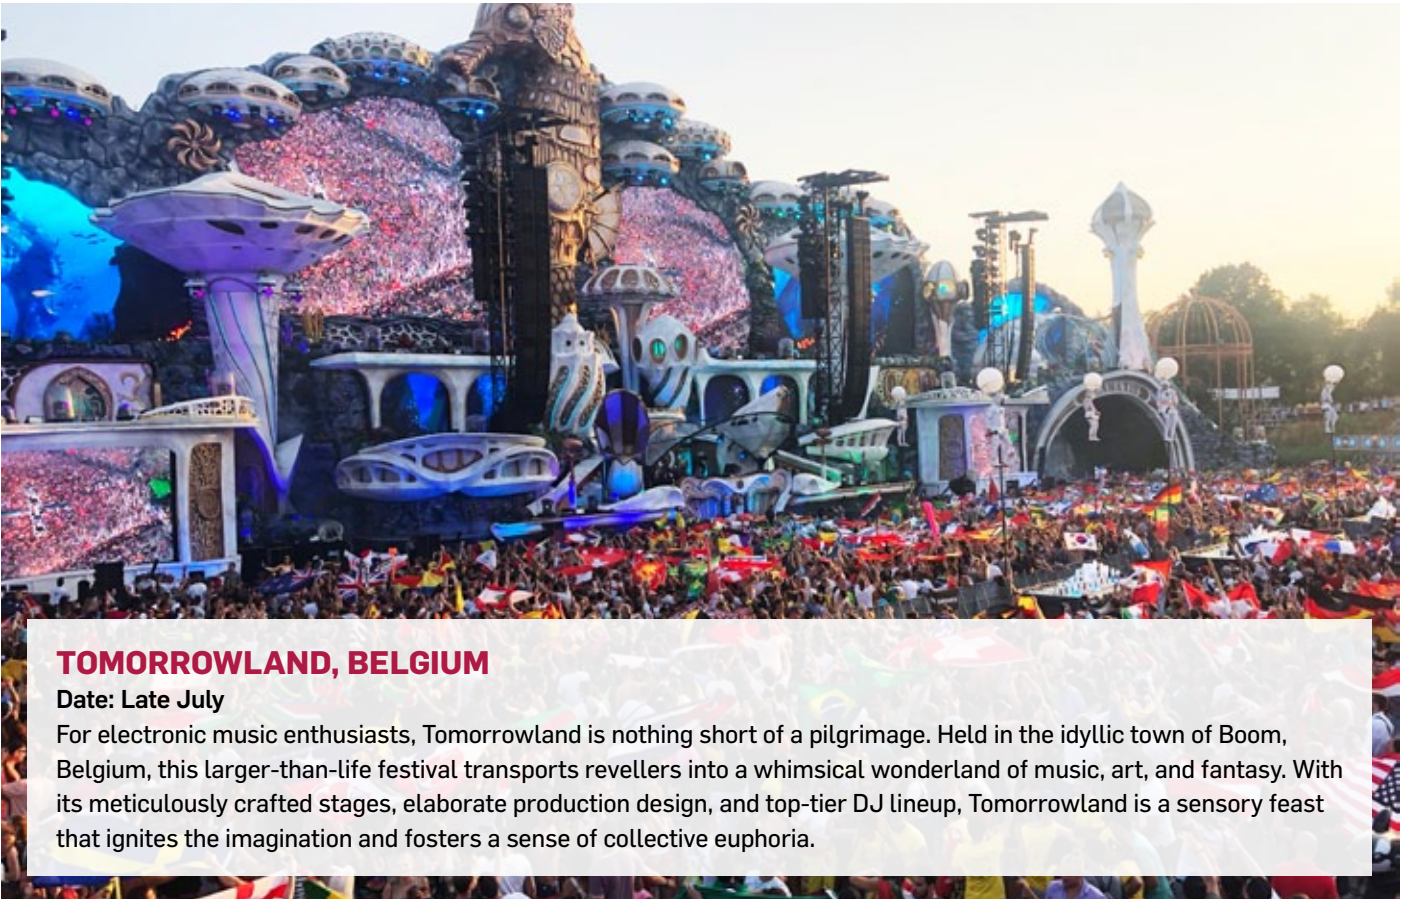 TOMORROWLAND, BELGIUM
Date: Late July
For electronic music enthusiasts, Tomorrowland is nothing short of a pilgrimage. Held in the idyllic town of Boom,
Belgium, this larger-than-life festival transports revellers into a whimsical wonderland of music, art, and fantasy. With
its meticulously crafted stages, elaborate production design, and top-tier DJ lineup, Tomorrowland is a sensory feast
that ignites the imagination and fosters a sense of collective euphoria.